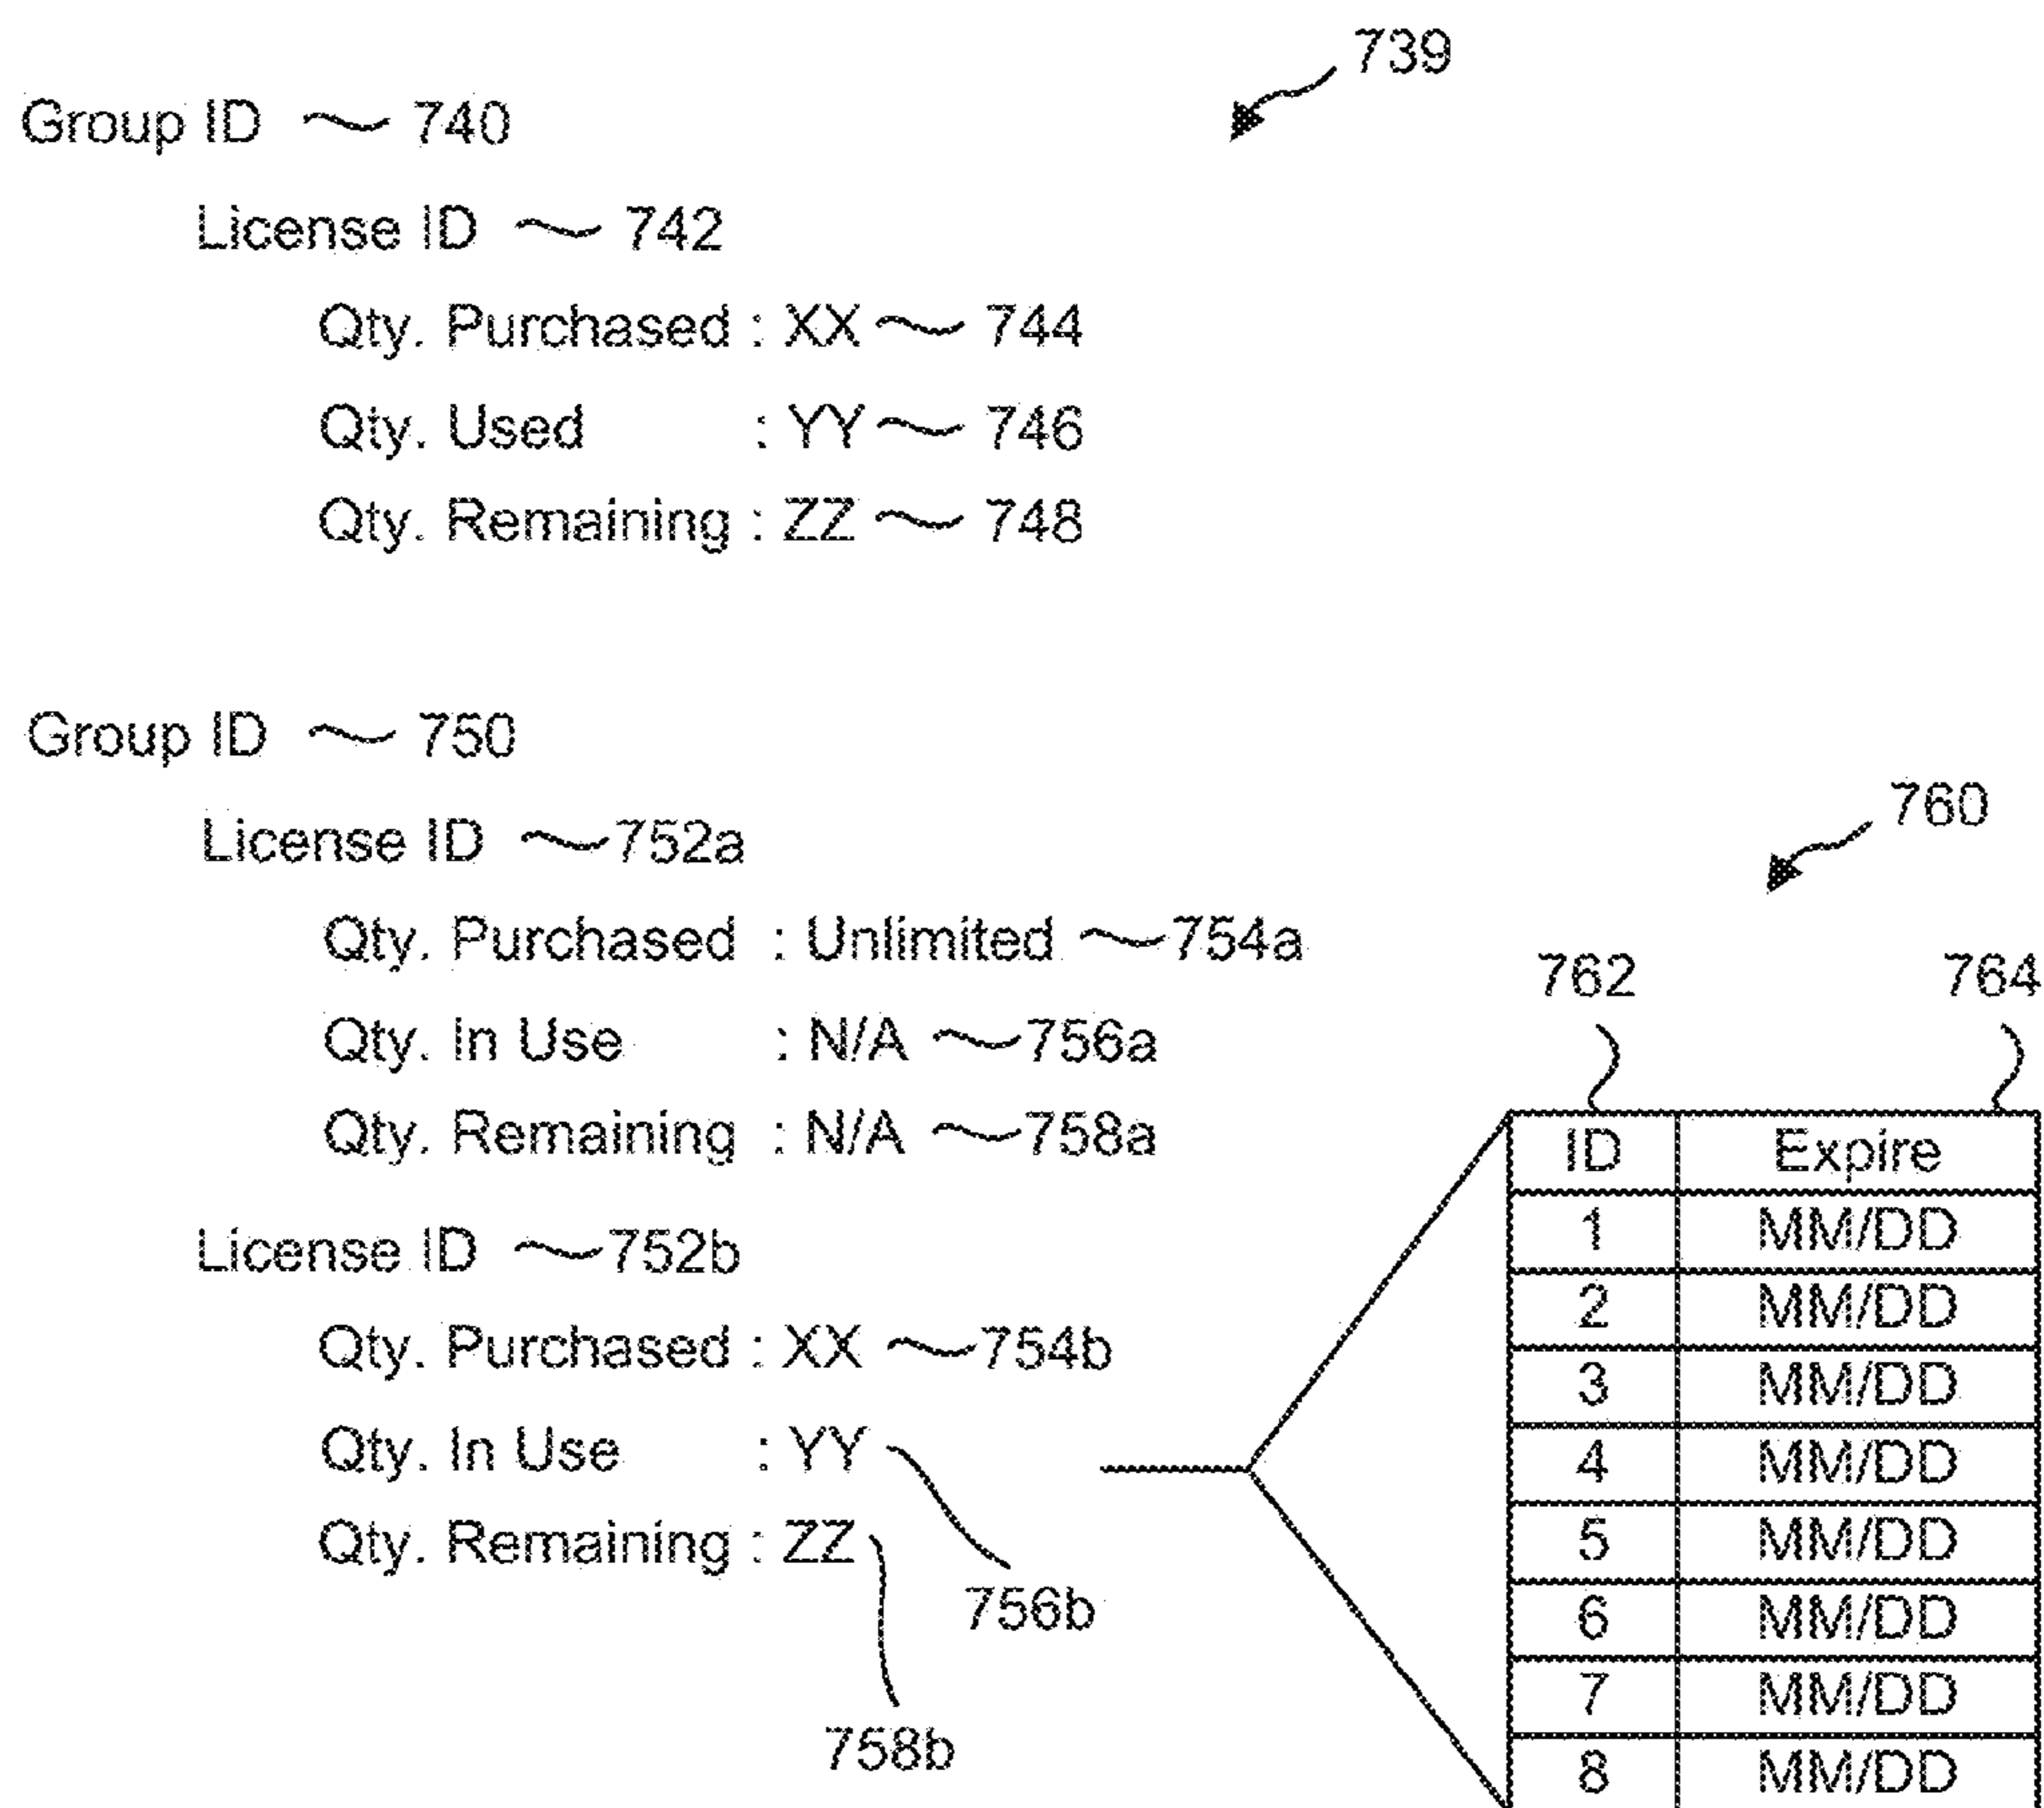 739
Group ID 740
License ID 742
Qty. Purchased : XX 744
Qty. Used : YY 746
Qty. Remaining : ZZ 748
Group ID 750
License ID 752a
760
Qty. Purchased : Unlimited 754a
762 764
Qty. In Use : N/A 756a
Qty. Remaining : N/A 758a
License ID 752b
Qty. Purchased : XX 754b
Qty. In Use : YY
756b
Qty. Remaining : ZZ
758b
ID Expire
1 MM/DD
2 MM/DD
3 MM/DD
4 MM/DD
5 MM/DD
6 MM/DD
7 MM/DD
8 MM/DD